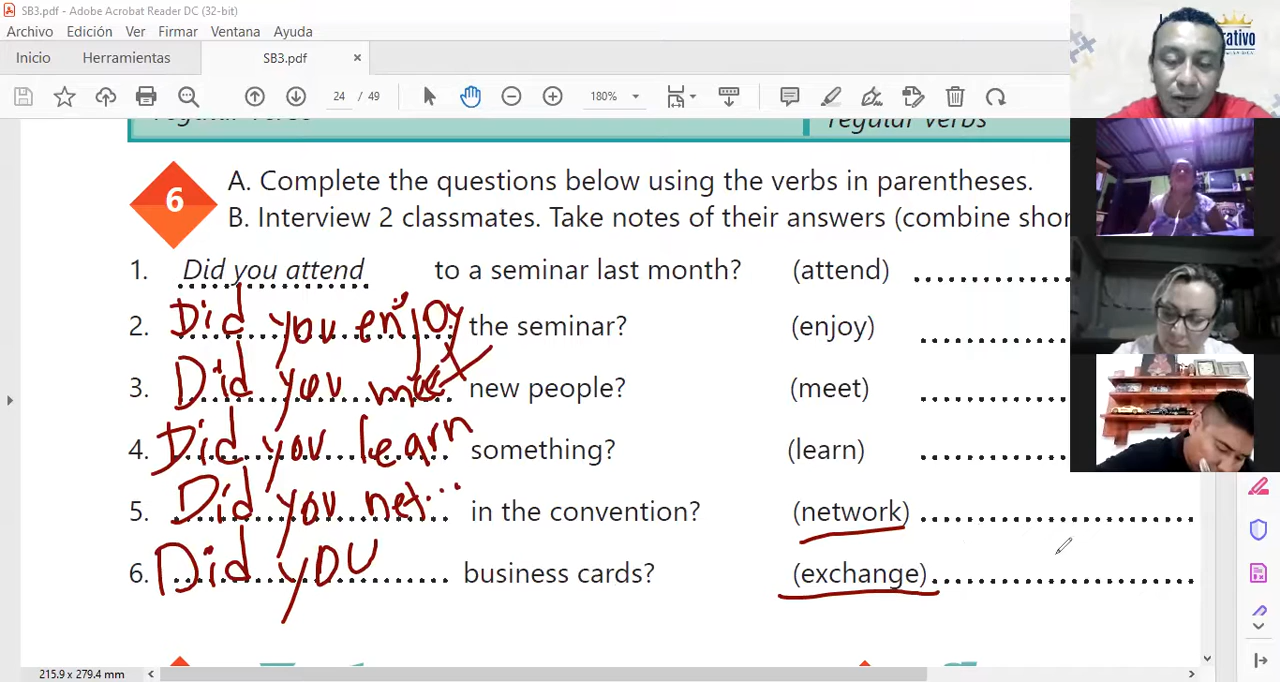 SB3.pdf - Adobe Acrobat Reader DC (32-bit)
Archivo Edición Ver Firmar Ventana Ayuda
Inicio Herramientas SB3.pdf ×
24 / 49 180%
regular verbs regular verbs
6 A. Complete the questions below using the verbs in parentheses.
B. Interview 2 classmates. Take notes of their answers (combine shor
1. Did you attend to a seminar last month? (attend)
2. Did you enjoy the seminar? (enjoy)
3. Did you meet new people? (meet)
4. Did you learn something? (learn)
5. Did you net... in the convention? (network)
6. Did you business cards? (exchange)
215.9 x 279.4 mm